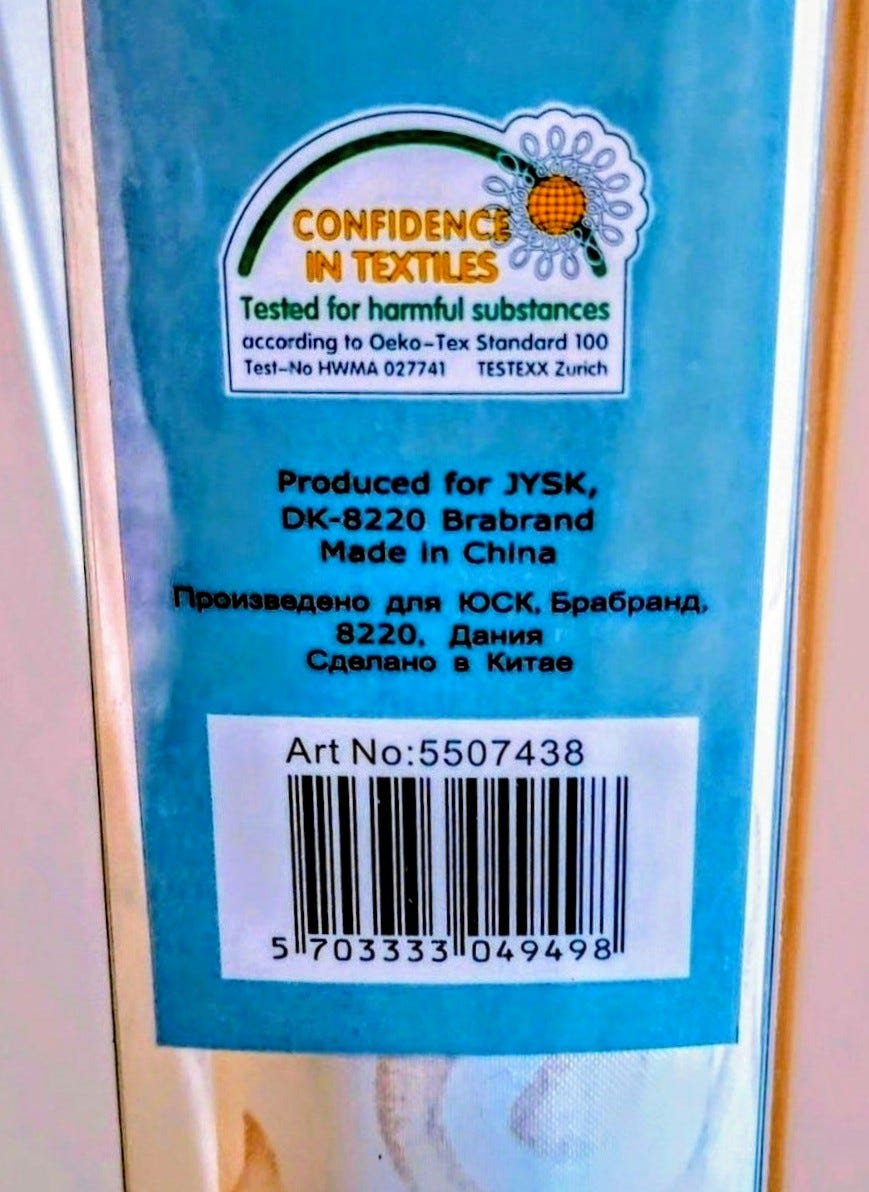 CONFIDENCE
IN TEXTILES
Tested for harmful substances
according to Oeko-Tex Standard 100
Test-No HWMA 027741 TESTEXX Zurich
Produced for JYSK,
DK-8220 Brabrand
Made in China
Произведено для ЮСК, Брабранд,
8220, Дания
Сделано в Китае
Art No:5507438
5 703333 049498